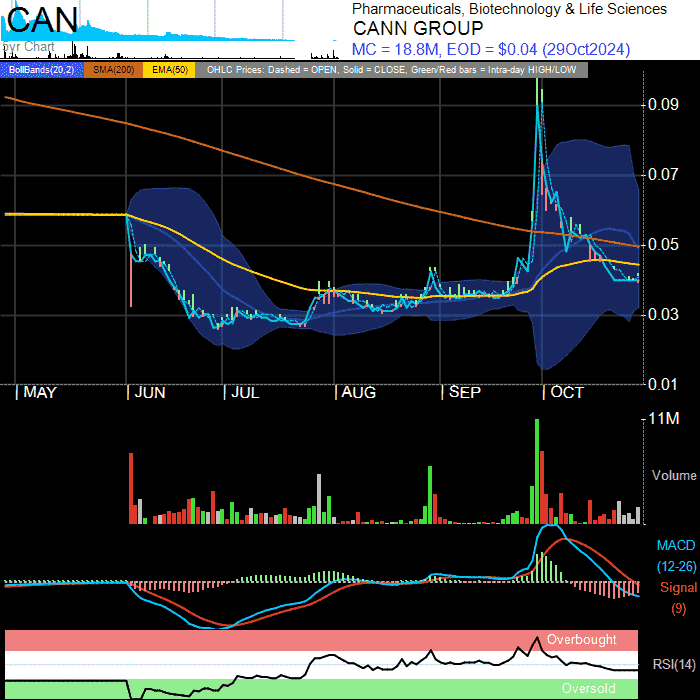 CAN
Pharmaceuticals, Biotechnology & Life Sciences
CANN GROUP
5yr Chart
MC = 18.8M, EOD = $0.04 (29Oct2024)
BollBands(20,2) SMA(200) EMA(50) OHLC Prices: Dashed = OPEN, Solid = CLOSE, Green/Red bars = Intra-day HIGH/LOW
0.09
0.07
0.05
0.03
0.01
MAY JUN JUL AUG SEP OCT
11M
Volume
MACD
(12-26)
Signal
(9)
Overbought
RSI(14)
Oversold